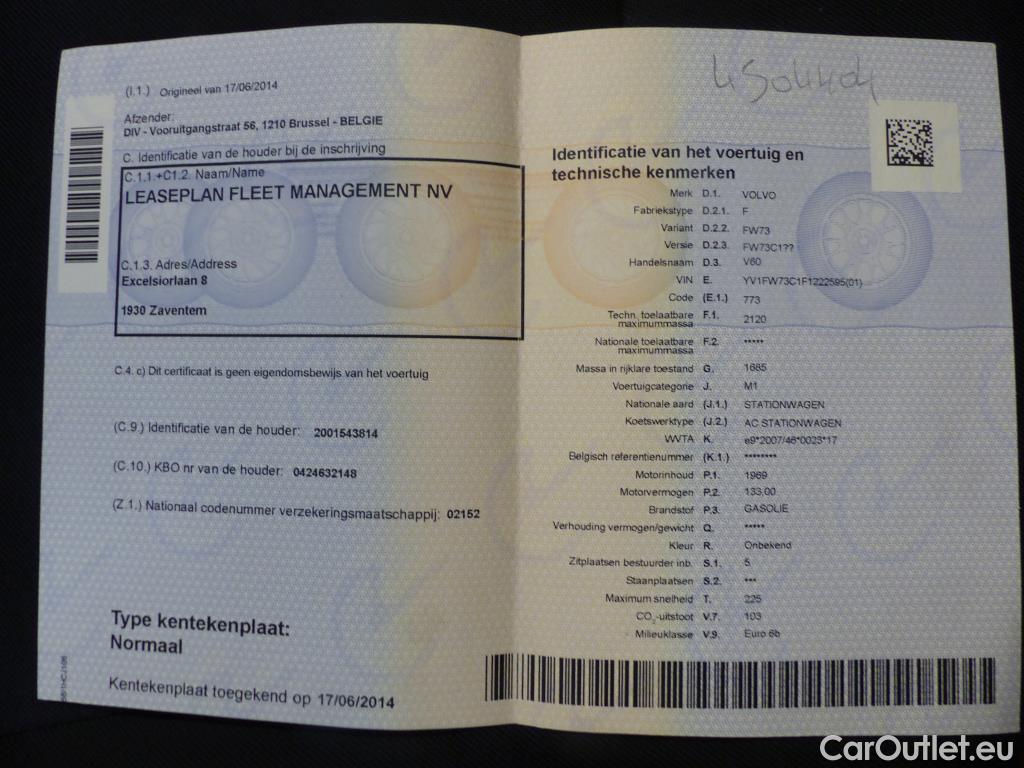 (I.1.) Origineel van 17/06/2014
Afzender:
DIV - Vooruitgangstraat 56, 1210 Brussel - BELGIE
C. Identificatie van de houder bij de inschrijving
C.1.1.+C1.2. Naam/Name
LEASEPLAN FLEET MANAGEMENT NV
C.1.3. Adres/Address
Excelsiorlaan 8
1930 Zaventem
C.4. c) Dit certificaat is geen eigendomsbewijs van het voertuig
(C.9.) Identificatie van de houder: 2001543814
(C.10.) KBO nr van de houder: 0424632148
(Z.1.) Nationaal codenummer verzekeringsmaatschappij: 02152
Type kentekenplaat:
Normaal
Kentekenplaat toegekend op 17/06/2014
Identificatie van het voertuig en
technische kenmerken
Merk D.1. VOLVO
Fabriekstype D.2.1. F
Variant D.2.2. FW73
Versie D.2.3. FW73C1??
Handelsnaam D.3. V60
VIN E. YV1FW73C1F1222595(01)
Code (E.1.) 773
Techn. toelaatbare F.1. 2120
maximummassa
Nationale toelaatbare F.2. *****
maximummassa
Massa in rijklare toestand G. 1685
Voertuigcategorie J. M1
Nationale aard (J.1.) STATIONWAGEN
Koetswerktype (J.2.) AC STATIONWAGEN
WVTA K. e9*2007/46*0023*17
Belgisch referentienummer (K.1.) ********
Motorinhoud P.1. 1969
Motorvermogen P.2. 133,00
Brandstof P.3. GASOLIE
Verhouding vermogen/gewicht Q. *****
Kleur R. Onbekend
Zitplaatsen bestuurder inb. S.1. 5
Staanplaatsen S.2. ***
Maximum snelheid T. 225
CO2-uitstoot V.7. 103
Milieuklasse V.9. Euro 6b
CarOutlet.eu